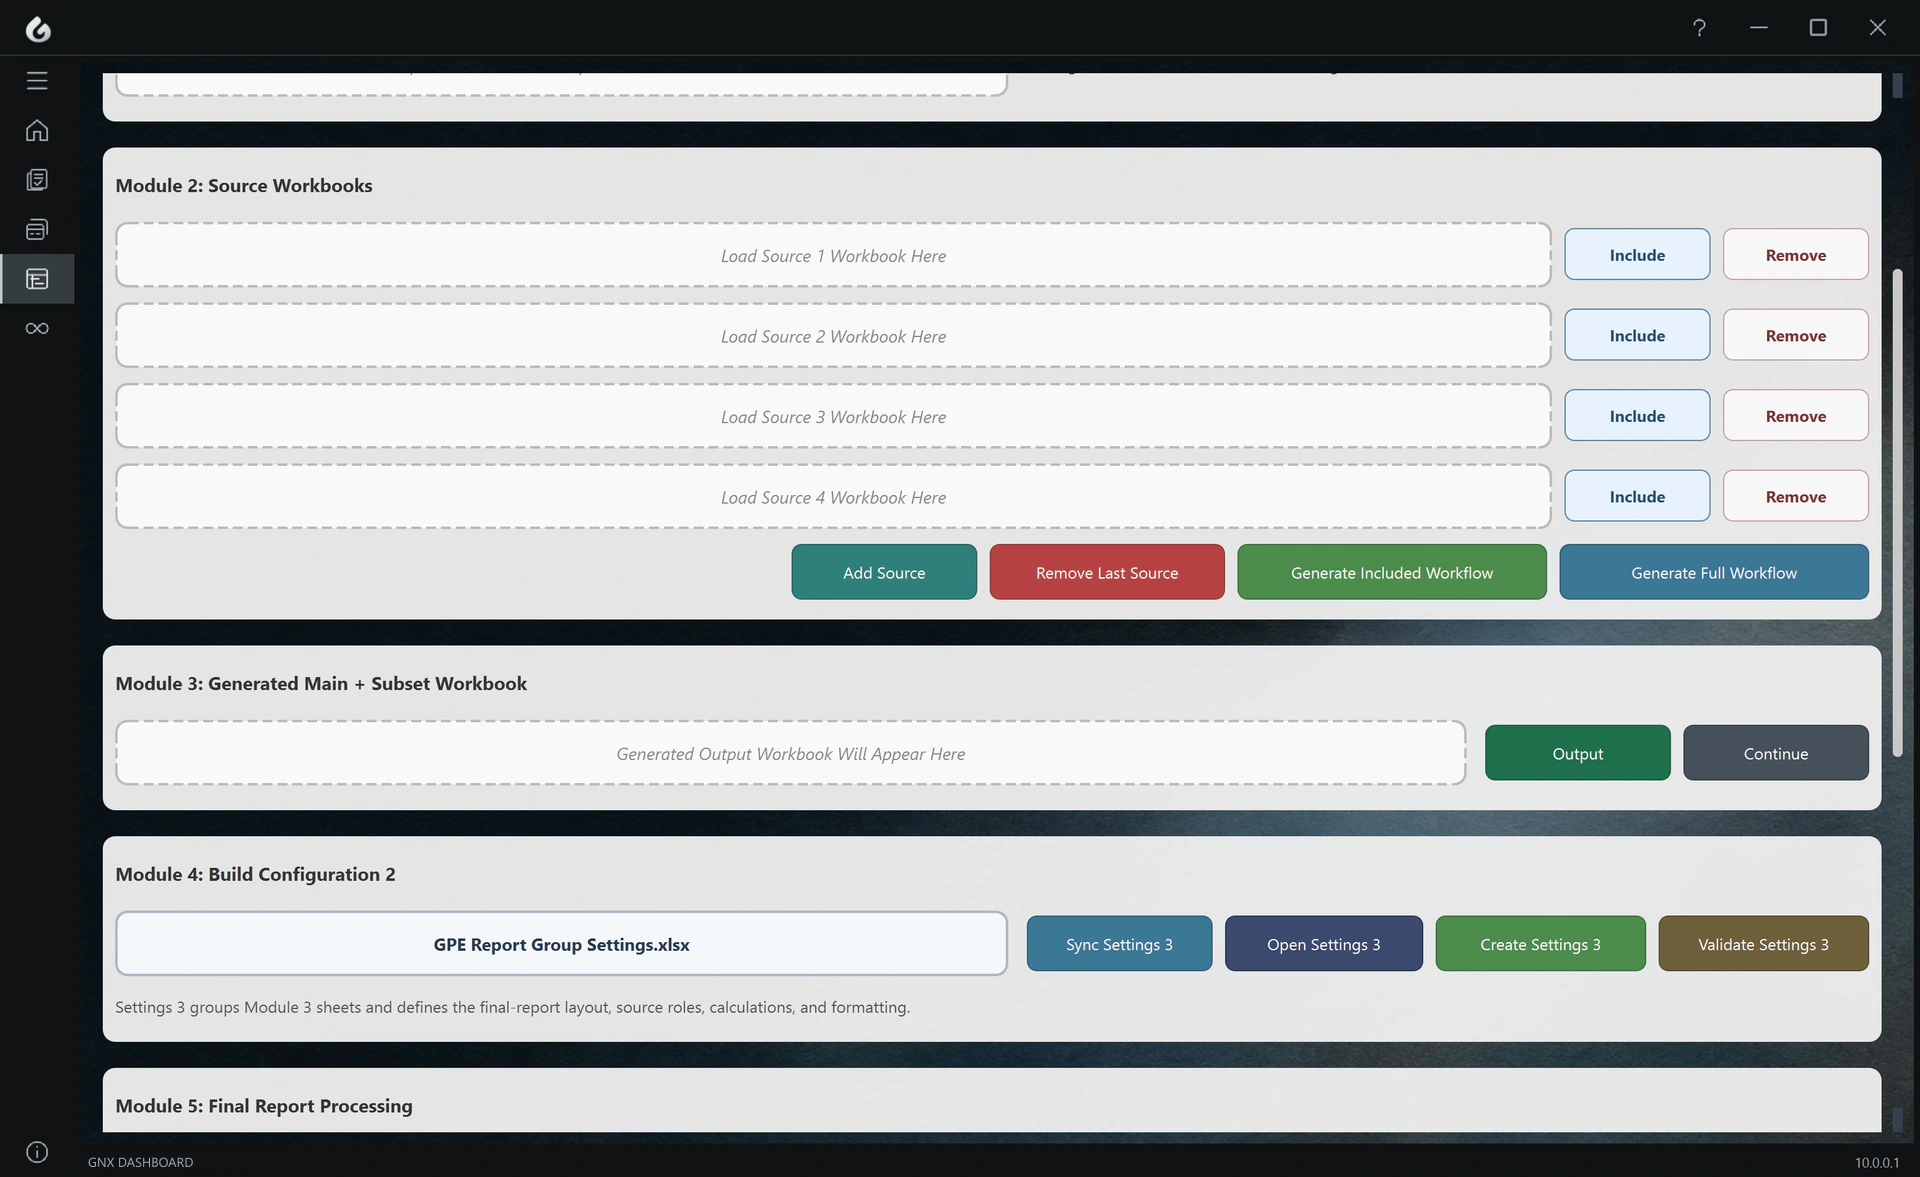 Module 2: Source Workbooks
Load Source 1 Workbook Here
Include
Remove
Load Source 2 Workbook Here
Include
Remove
Load Source 3 Workbook Here
Include
Remove
Load Source 4 Workbook Here
Include
Remove
Add Source
Remove Last Source
Generate Included Workflow
Generate Full Workflow
Module 3: Generated Main + Subset Workbook
Generated Output Workbook Will Appear Here
Output
Continue
Module 4: Build Configuration 2
GPE Report Group Settings.xlsx
Sync Settings 3
Open Settings 3
Create Settings 3
Validate Settings 3
Settings 3 groups Module 3 sheets and defines the final-report layout, source roles, calculations, and formatting.
Module 5: Final Report Processing
GNX DASHBOARD
10.0.0.1